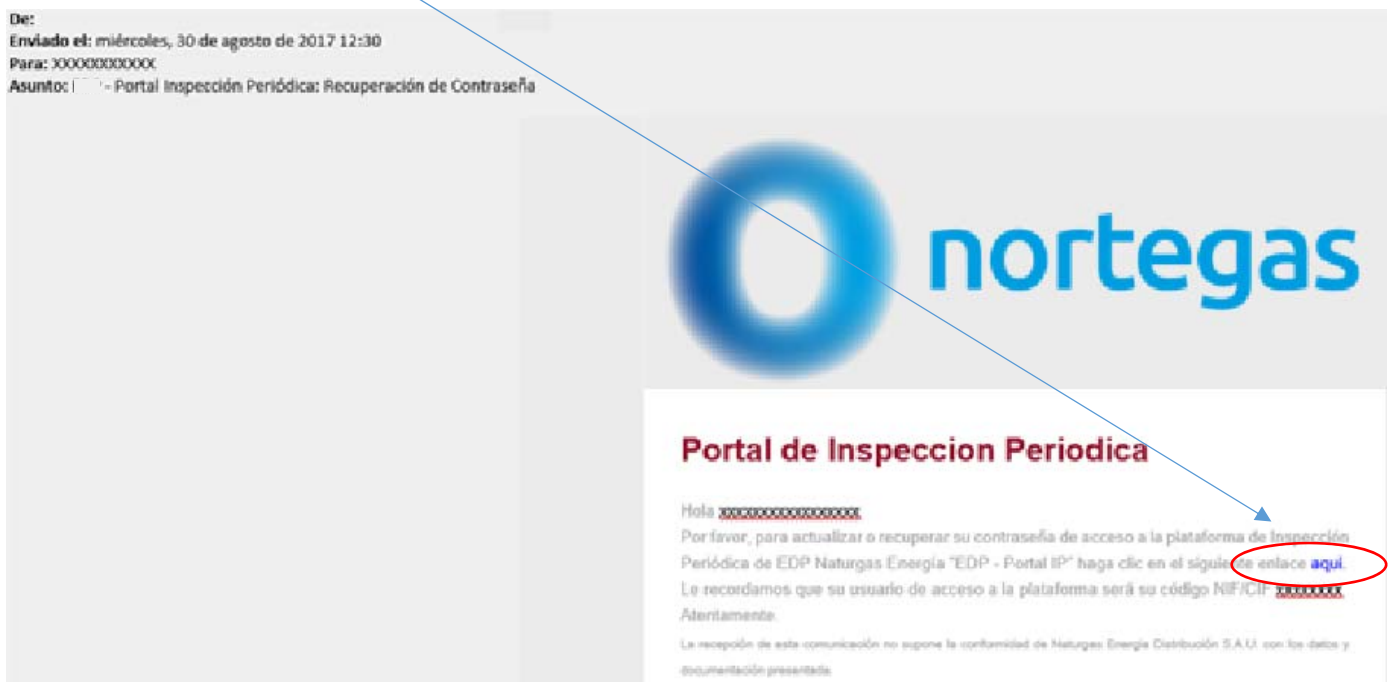 De:
Enviado el: miércoles, 30 de agosto de 2017 12:30
Para: XXXXXXXXXXXX
Asunto: - Portal Inspección Periódica: Recuperación de Contraseña
nortegas
Portal de Inspeccion Periodica
Hola xxxxxxxxxxxxxxxxx
Por favor, para actualizar o recuperar su contraseña de acceso a la plataforma de Inspección
Periódica de EDP Naturgas Energía "EDP - Portal IP" haga clic en el siguiente enlace aquí.
Le recordamos que su usuario de acceso a la plataforma será su código NIF/CIF xxxxxxxx
Atentamente.
La recepción de esta comunicación no supone la conformidad de Naturgas Energía Distribución S.A.U. con los datos y
documentación presentada.